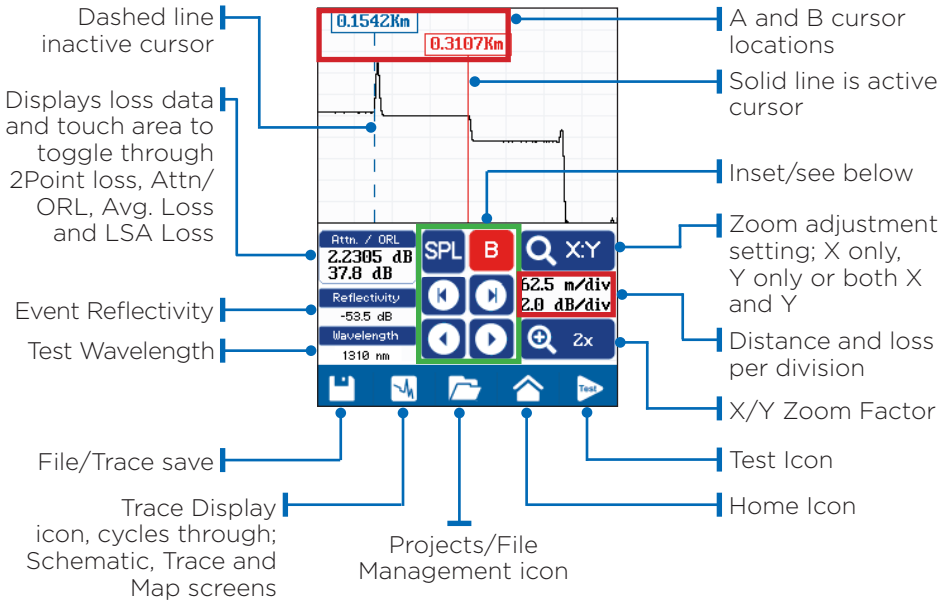 Dashed line
inactive cursor
Displays loss data
and touch area to
toggle through
2Point loss, Attn/
ORL, Avg. Loss
and LSA Loss
Event Reflectivity
Test Wavelength
File/Trace save
Trace Display
icon, cycles through;
Schematic, Trace and
Map screens
0.1542Km
0.3107Km
Attn. / ORL
2.2305 dB
37.8 dB
Reflectivity
-53.5 dB
Wavelength
1310 nm
SPL
B
X:Y
62.5 m/div
2.0 dB/div
2x
Test
Projects/File
Management icon
A and B cursor
locations
Solid line is active
cursor
Inset/see below
Zoom adjustment
setting; X only,
Y only or both X
and Y
Distance and loss
per division
X/Y Zoom Factor
Test Icon
Home Icon